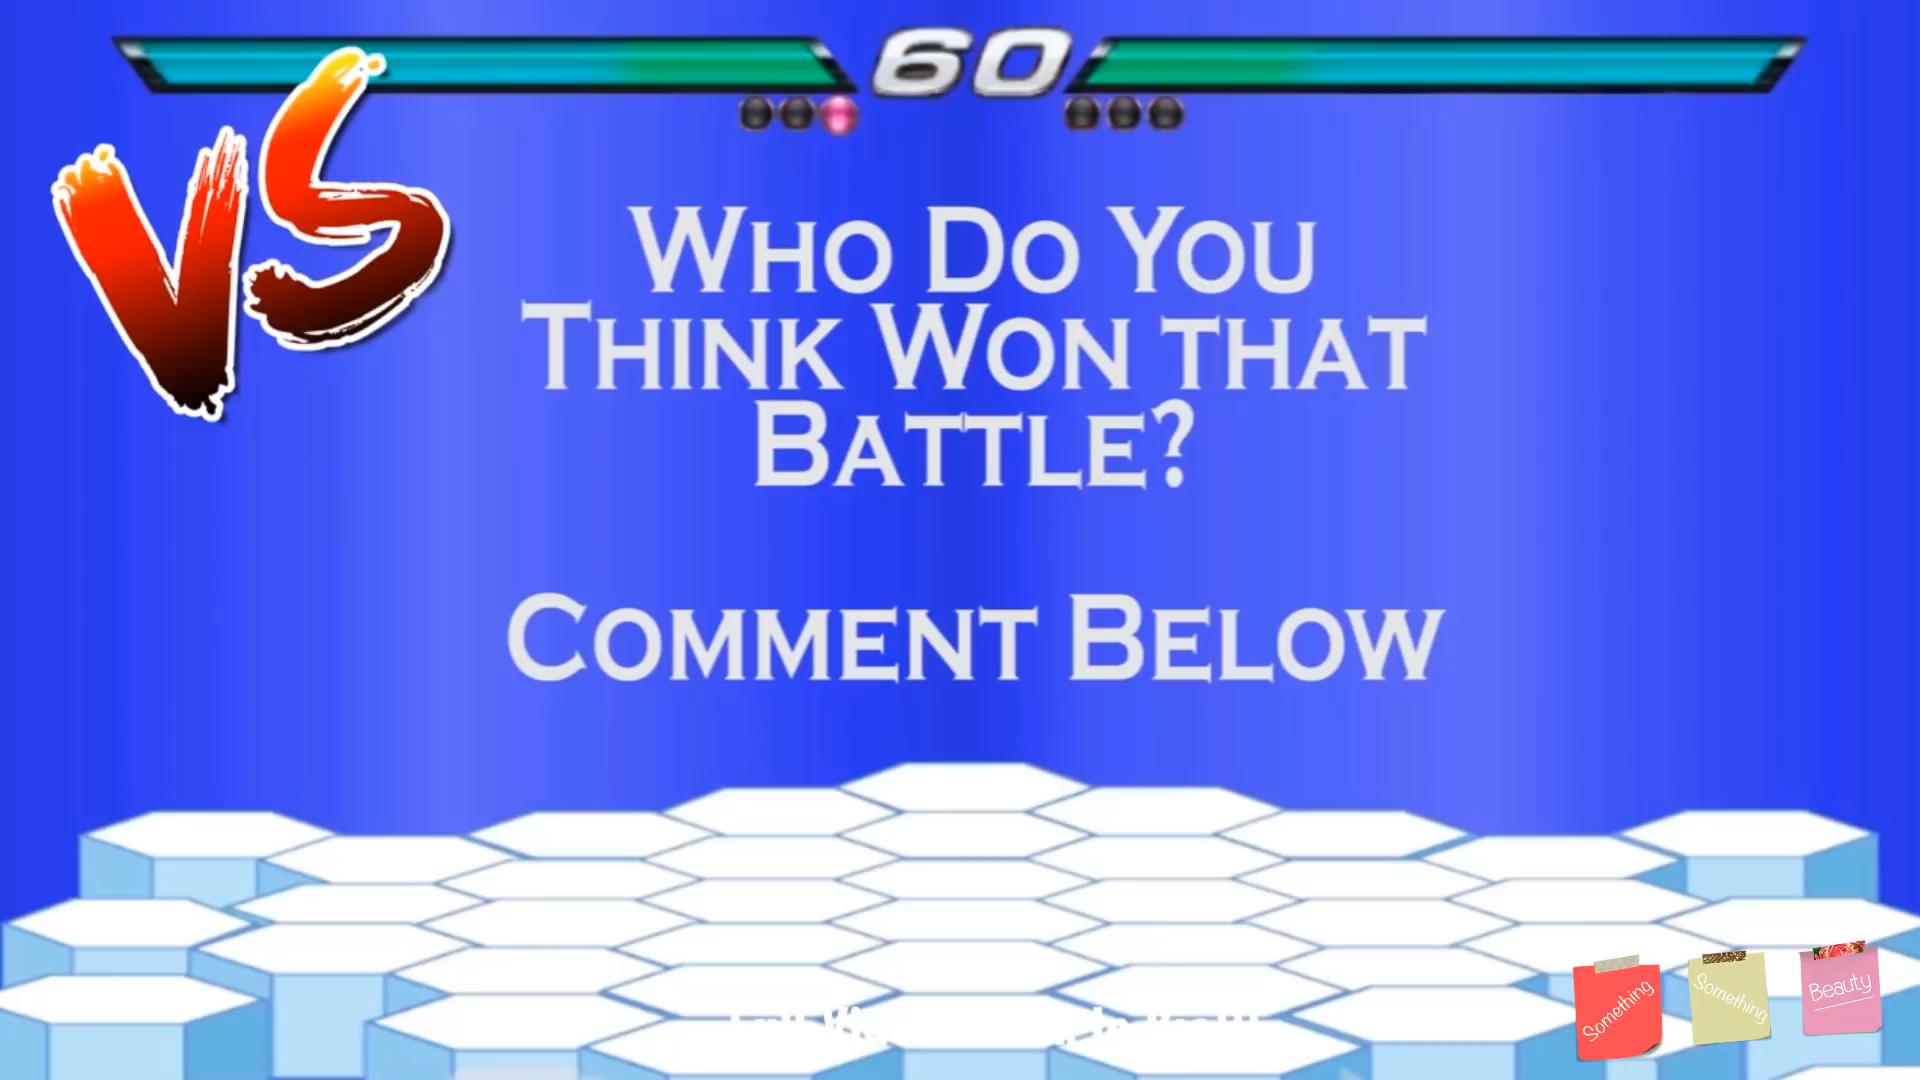 VS
60
WHO DO YOU
THINK WON THAT
BATTLE?
COMMENT BELOW
Something
Something
Beauty